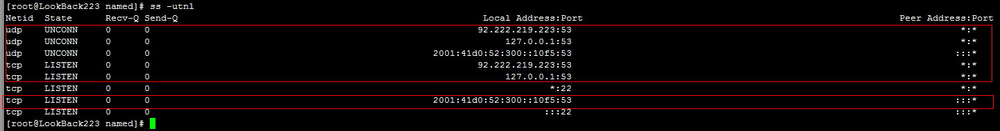 [root@LookBack223 named]# ss -utnl
Netid State Recv-Q Send-Q Local Address:Port Peer Address:Port
udp UNCONN 0 0 92.222.219.223:53 *:*
udp UNCONN 0 0 127.0.0.1:53 *:*
udp UNCONN 0 0 2001:41d0:52:300::10f5:53 :::*
tcp LISTEN 0 0 92.222.219.223:53 *:*
tcp LISTEN 0 0 127.0.0.1:53 *:*
tcp LISTEN 0 0 *:22 *:*
tcp LISTEN 0 0 2001:41d0:52:300::10f5:53 :::*
tcp LISTEN 0 0 :::22 :::*
[root@LookBack223 named]#